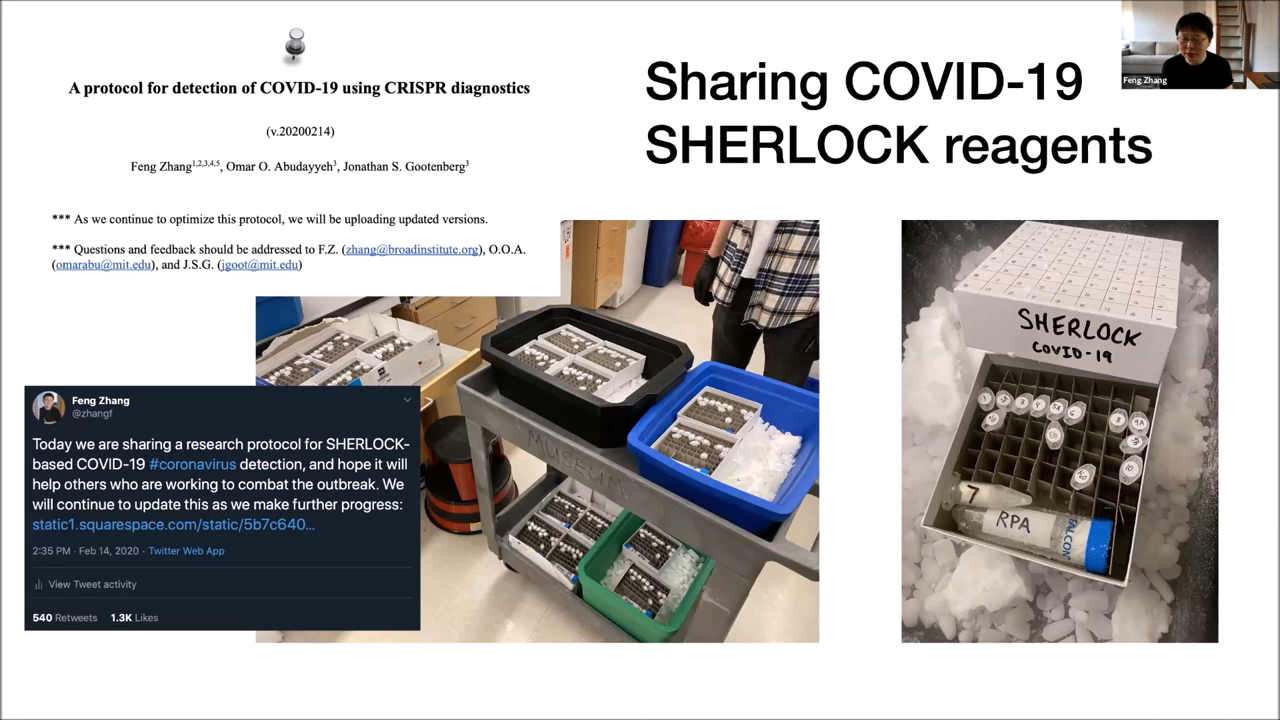 A protocol for detection of COVID-19 using CRISPR diagnostics
(v.20200214)
Feng Zhang1,2,3,4,5, Omar O. Abudayyeh3, Jonathan S. Gootenberg3
*** As we continue to optimize this protocol, we will be uploading updated versions.
*** Questions and feedback should be addressed to F.Z. (zhang@broadinstitute.org), O.O.A.
(omarabu@mit.edu), and J.S.G. (jgoot@mit.edu)
Sharing COVID-19
SHERLOCK reagents
Feng Zhang
Feng Zhang
@zhangf
Today we are sharing a research protocol for SHERLOCK-
based COVID-19 #coronavirus detection, and hope it will
help others who are working to combat the outbreak. We
will continue to update this as we make further progress:
static1.squarespace.com/static/5b7c640...
2:35 PM · Feb 14, 2020 · Twitter Web App
View Tweet activity
540 Retweets 1.3K Likes
MUSEUM
SHERLOCK
COVID-19
7
RPA
FALCON